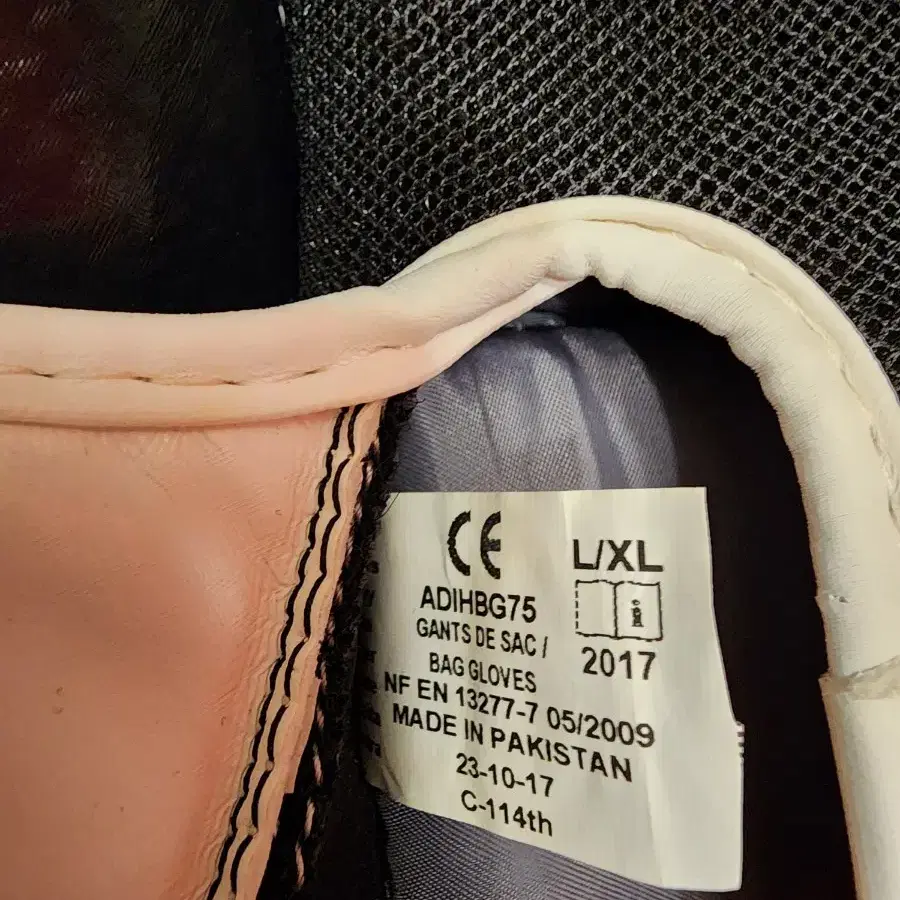 CE
L/XL
ADIHBG75
GANTS DE SAC /
BAG GLOVES
2017
NF EN 13277-7 05/2009
MADE IN PAKISTAN
23-10-17
C-114th